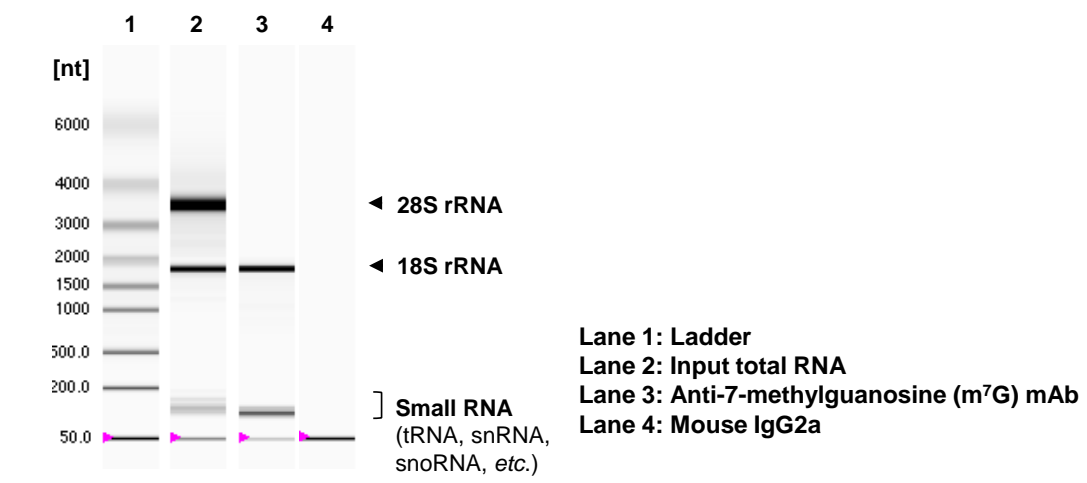 1 2 3 4
[nt]
6000
4000
3000
2000
1500
1000
500.0
200.0
50.0
28S rRNA
18S rRNA
Small RNA
(tRNA, snRNA,
snoRNA, etc.)
Lane 1: Ladder
Lane 2: Input total RNA
Lane 3: Anti-7-methylguanosine (m⁷G) mAb
Lane 4: Mouse IgG2a